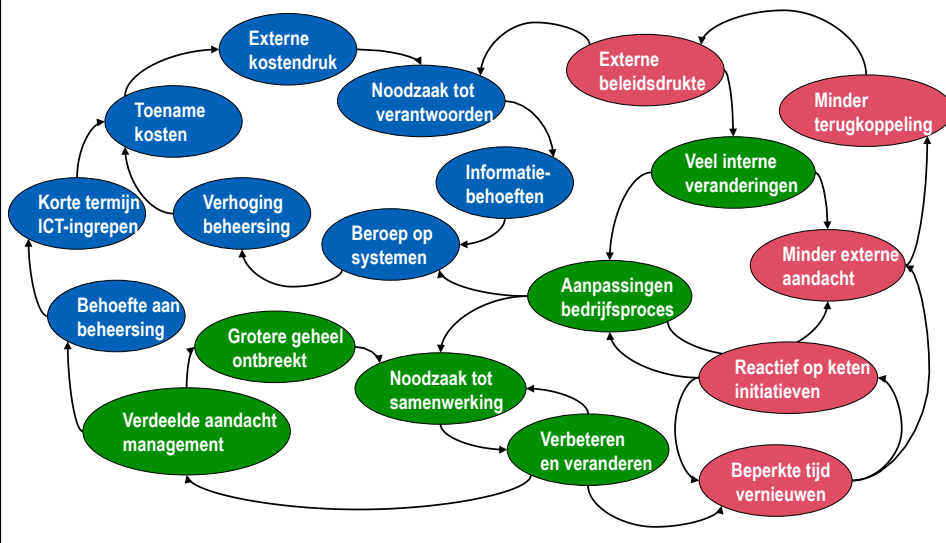 Externe
kostendruk
Externe
beleidsdrukte
Noodzaak tot
verantwoorden
Minder
terugkoppeling
Toename
kosten
Veel interne
veranderingen
Informatie-
behoeften
Korte termijn
ICT-ingrepen
Verhoging
beheersing
Beroep op
systemen
Minder externe
aandacht
Aanpassingen
bedrijfsproces
Behoefte aan
beheersing
Grotere geheel
ontbreekt
Noodzaak tot
samenwerking
Reactief op keten
initiatieven
Verdeelde aandacht
management
Verbeteren
en veranderen
Beperkte tijd
vernieuwen